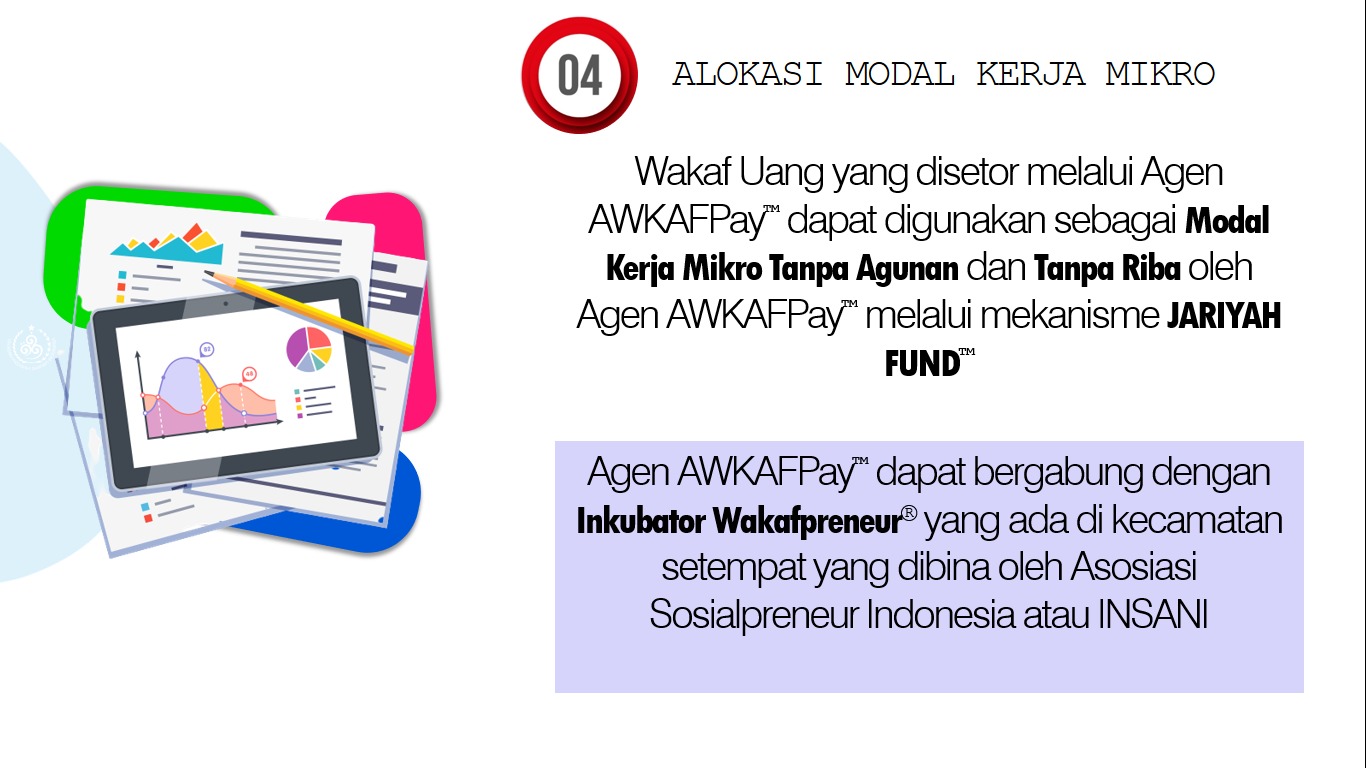 04
ALOKASI MODAL KERJA MIKRO
Wakaf Uang yang disetor melalui Agen
AWKAFPay™ dapat digunakan sebagai Modal
Kerja Mikro Tanpa Agunan dan Tanpa Riba oleh
Agen AWKAFPay™ melalui mekanisme JARIYAH
FUND™
Agen AWKAFPay™ dapat bergabung dengan
Inkubator Wakafpreneur® yang ada di kecamatan
setempat yang dibina oleh Asosiasi
Sosialpreneur Indonesia atau INSANI